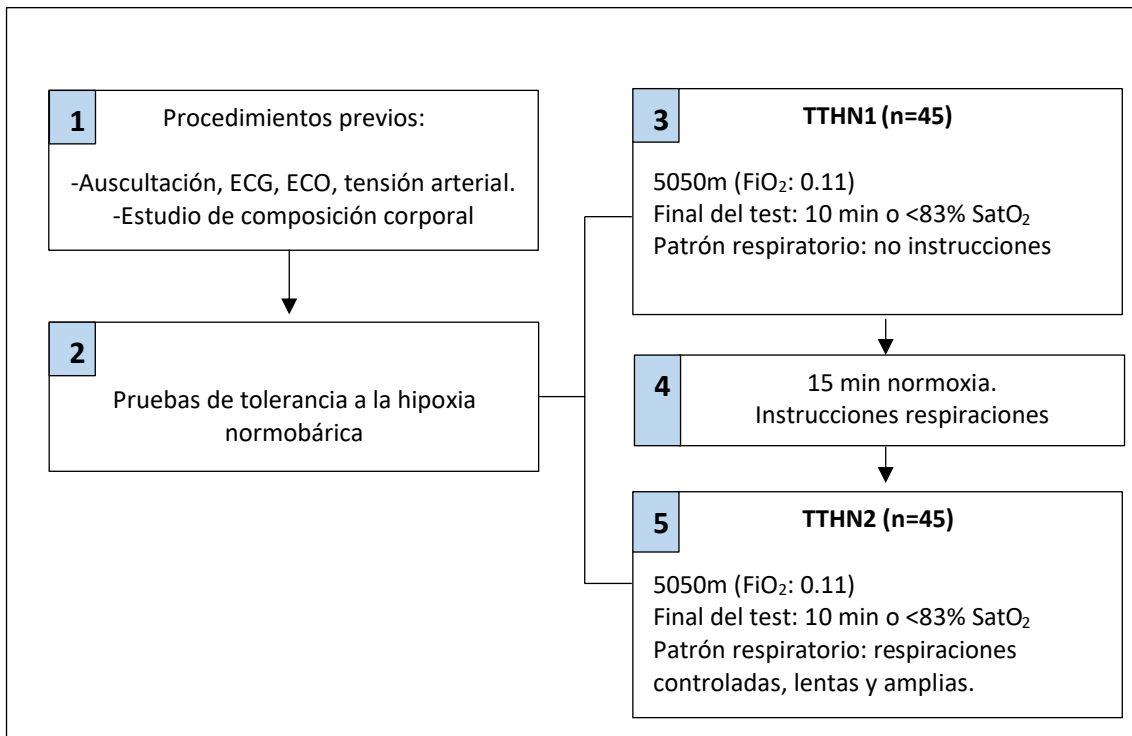 1
Procedimientos previos:
-Auscultación, ECG, ECO, tensión arterial.
-Estudio de composición corporal
2
Pruebas de tolerancia a la hipoxia
normobárica
3
TTHN1 (n=45)
5050m (FiO₂: 0.11)
Final del test: 10 min o <83% SatO₂
Patrón respiratorio: no instrucciones
4
15 min normoxia.
Instrucciones respiraciones
5
TTHN2 (n=45)
5050m (FiO₂: 0.11)
Final del test: 10 min o <83% SatO₂
Patrón respiratorio: respiraciones
controladas, lentas y amplias.